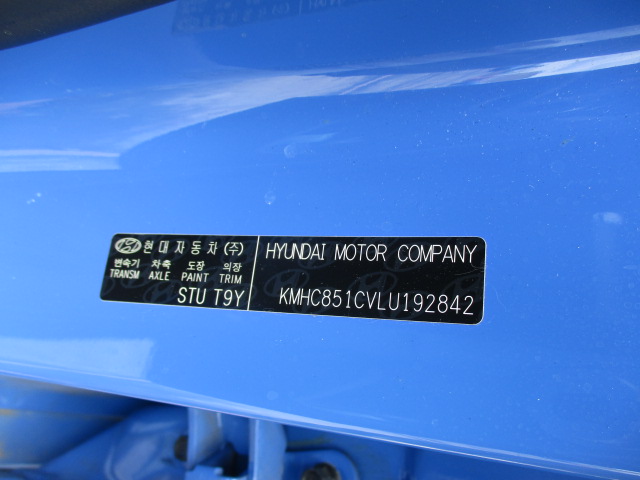 현대자동차(주)
변속기 차축 도장 의장
TRANSM AXLE PAINT TRIM
STU T9Y
HYUNDAI MOTOR COMPANY
KMHC851CVLU192842